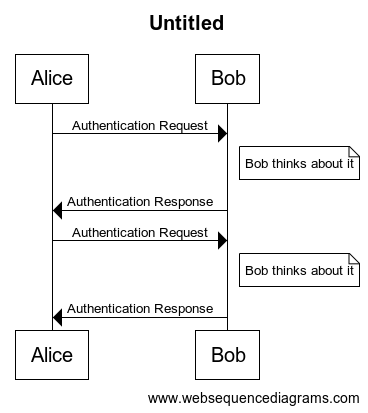 Untitled
Alice
Bob
Authentication Request
Bob thinks about it
Authentication Response
Authentication Request
Bob thinks about it
Authentication Response
Alice
Bob
www.websequencediagrams.com